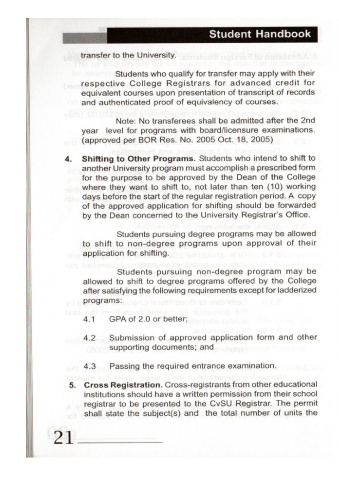 Student Handbook
transfer to the University.
Students who qualify for transfer may apply with their
respective College Registrars for advanced credit for
equivalent courses upon presentation of transcript of records
and authenticated proof of equivalency of courses.
Note: No transferees shall be admitted after the 2nd
year level for programs with board/licensure examinations.
(approved per BOR Res. No. 2005 Oct. 18, 2005)
4. Shifting to Other Programs. Students who intend to shift to
another University program must accomplish a prescribed form
for the purpose to be approved by the Dean of the College
where they want to shift to, not later than ten (10) working
days before the start of the regular registration period. A copy
of the approved application for shifting should be forwarded
by the Dean concerned to the University Registrar's Office.
Students pursuing degree programs may be allowed
to shift to non-degree programs upon approval of their
application for shifting.
Students pursuing non-degree program may be
allowed to shift to degree programs offered by the College
after satisfying the following requirements except for ladderized
programs:
4.1 GPA of 2.0 or better;
4.2 Submission of approved application form and other
supporting documents; and
4.3 Passing the required entrance examination.
5. Cross Registration. Cross-registrants from other educational
institutions should have a written permission from their school
registrar to be presented to the CvSU Registrar. The permit
shall state the subject(s) and the total number of units the
21